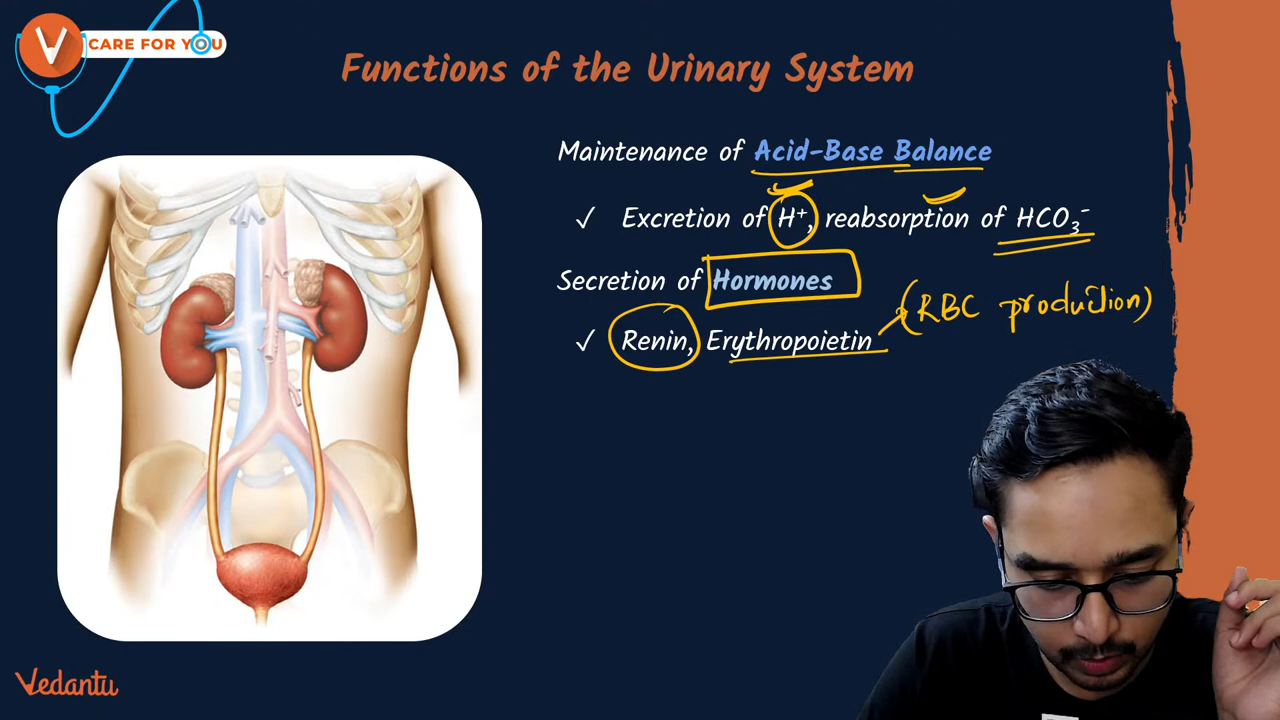 V CARE FOR YOU
Functions of the Urinary System
Maintenance of Acid-Base Balance
✓ Excretion of H⁺, reabsorption of HCO₃⁻
Secretion of Hormones
✓ Renin, Erythropoietin
(RBC production)
Vedantu